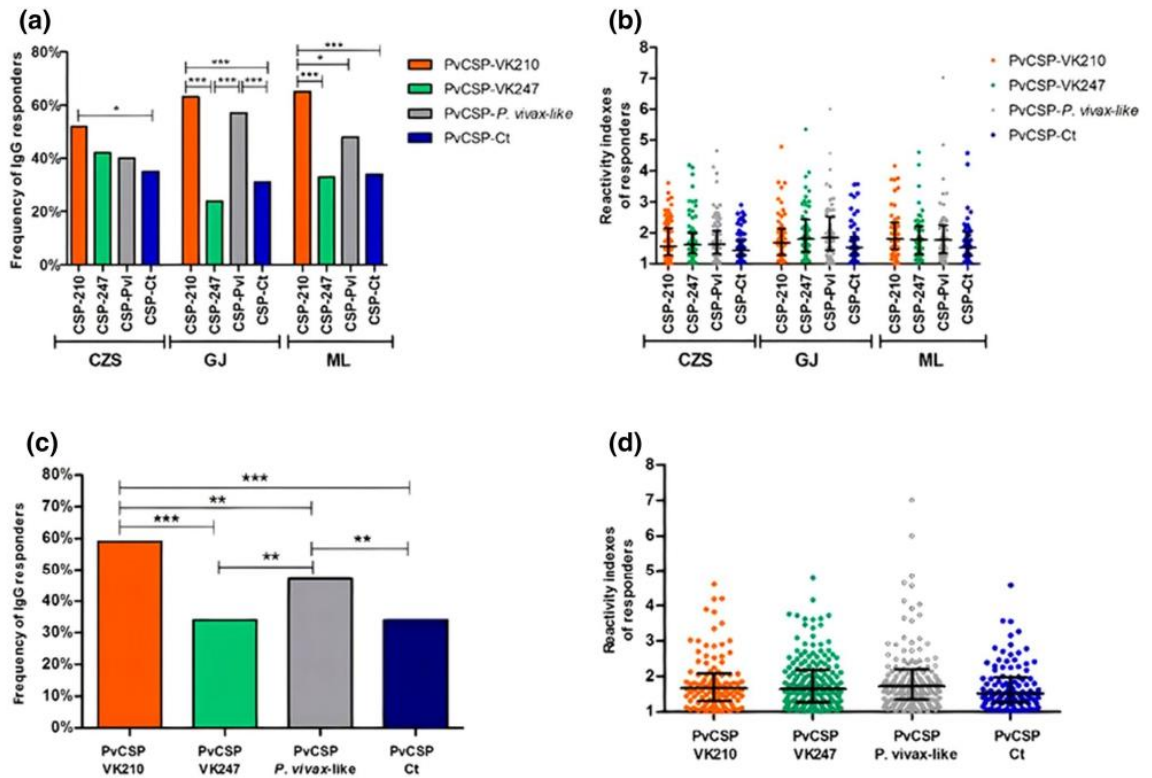 (a)
Frequency of IgG responders
80%
60%
40%
20%
0%
*
***
*** *** ***
***
*
***
CSP-210 CSP-247 CSP-Pvl CSP-Ct
CSP-210 CSP-247 CSP-Pvl CSP-Ct
CSP-210 CSP-247 CSP-Pvl CSP-Ct
CZS GJ ML
PvCSP-VK210
PvCSP-VK247
PvCSP-P. vivax-like
PvCSP-Ct
(b)
Reactivity indexes
of responders
8
7
6
5
4
3
2
1
CSP-210 CSP-247 CSP-Pvl CSP-Ct
CSP-210 CSP-247 CSP-Pvl CSP-Ct
CSP-210 CSP-247 CSP-Pvl CSP-Ct
CZS GJ ML
PvCSP-VK210
PvCSP-VK247
PvCSP-P. vivax-like
PvCSP-Ct
(c)
Frequency of IgG responders
80%
70%
60%
50%
40%
30%
20%
10%
0%
***
**
***
**
**
PvCSP PvCSP PvCSP PvCSP
VK210 VK247 P. vivax-like Ct
(d)
Reactivity indexes
of responders
8
7
6
5
4
3
2
1
PvCSP PvCSP PvCSP PvCSP
VK210 VK247 P. vivax-like Ct